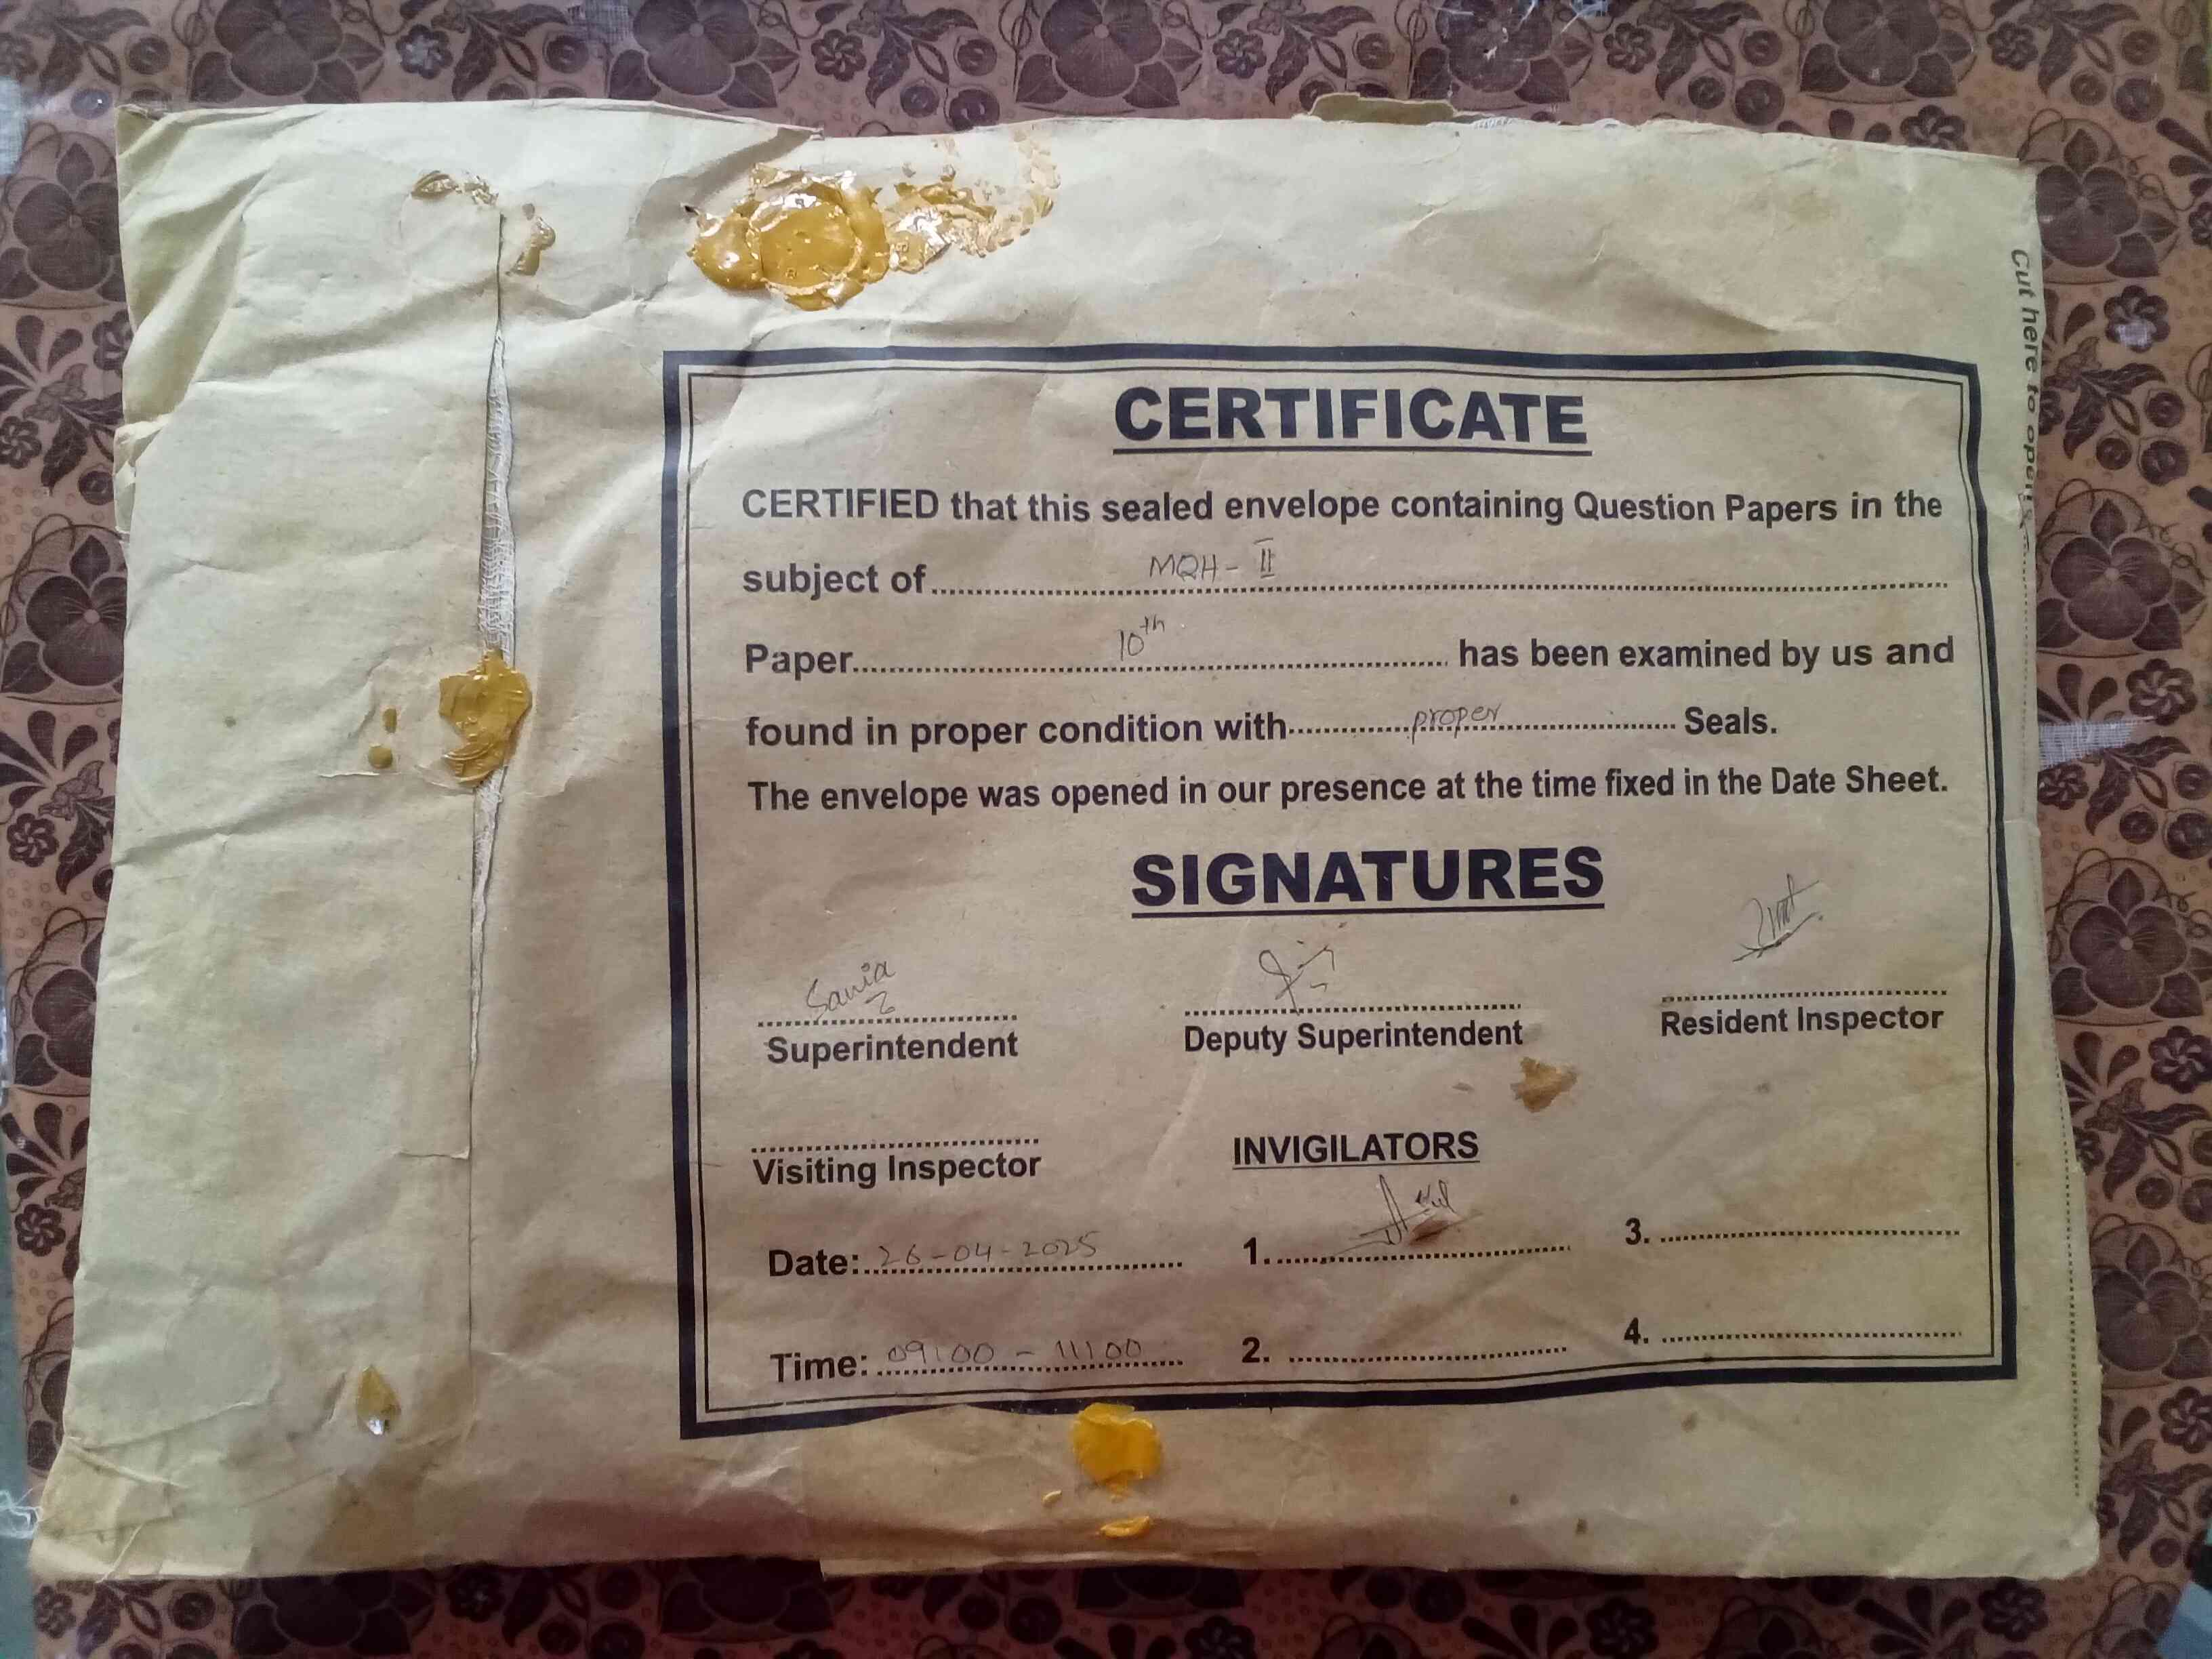 CERTIFICATE
CERTIFIED that this sealed envelope containing Question Papers in the
subject of MQH - II
Paper 10th has been examined by us and
found in proper condition with proper Seals.
The envelope was opened in our presence at the time fixed in the Date Sheet.
SIGNATURES
Sania
Superintendent
Deputy Superintendent
Resident Inspector
Visiting Inspector
INVIGILATORS
Date: 26-04-2025
1.
3.
Time: 09:00 - 11:00
2.
4.
Cut here to open